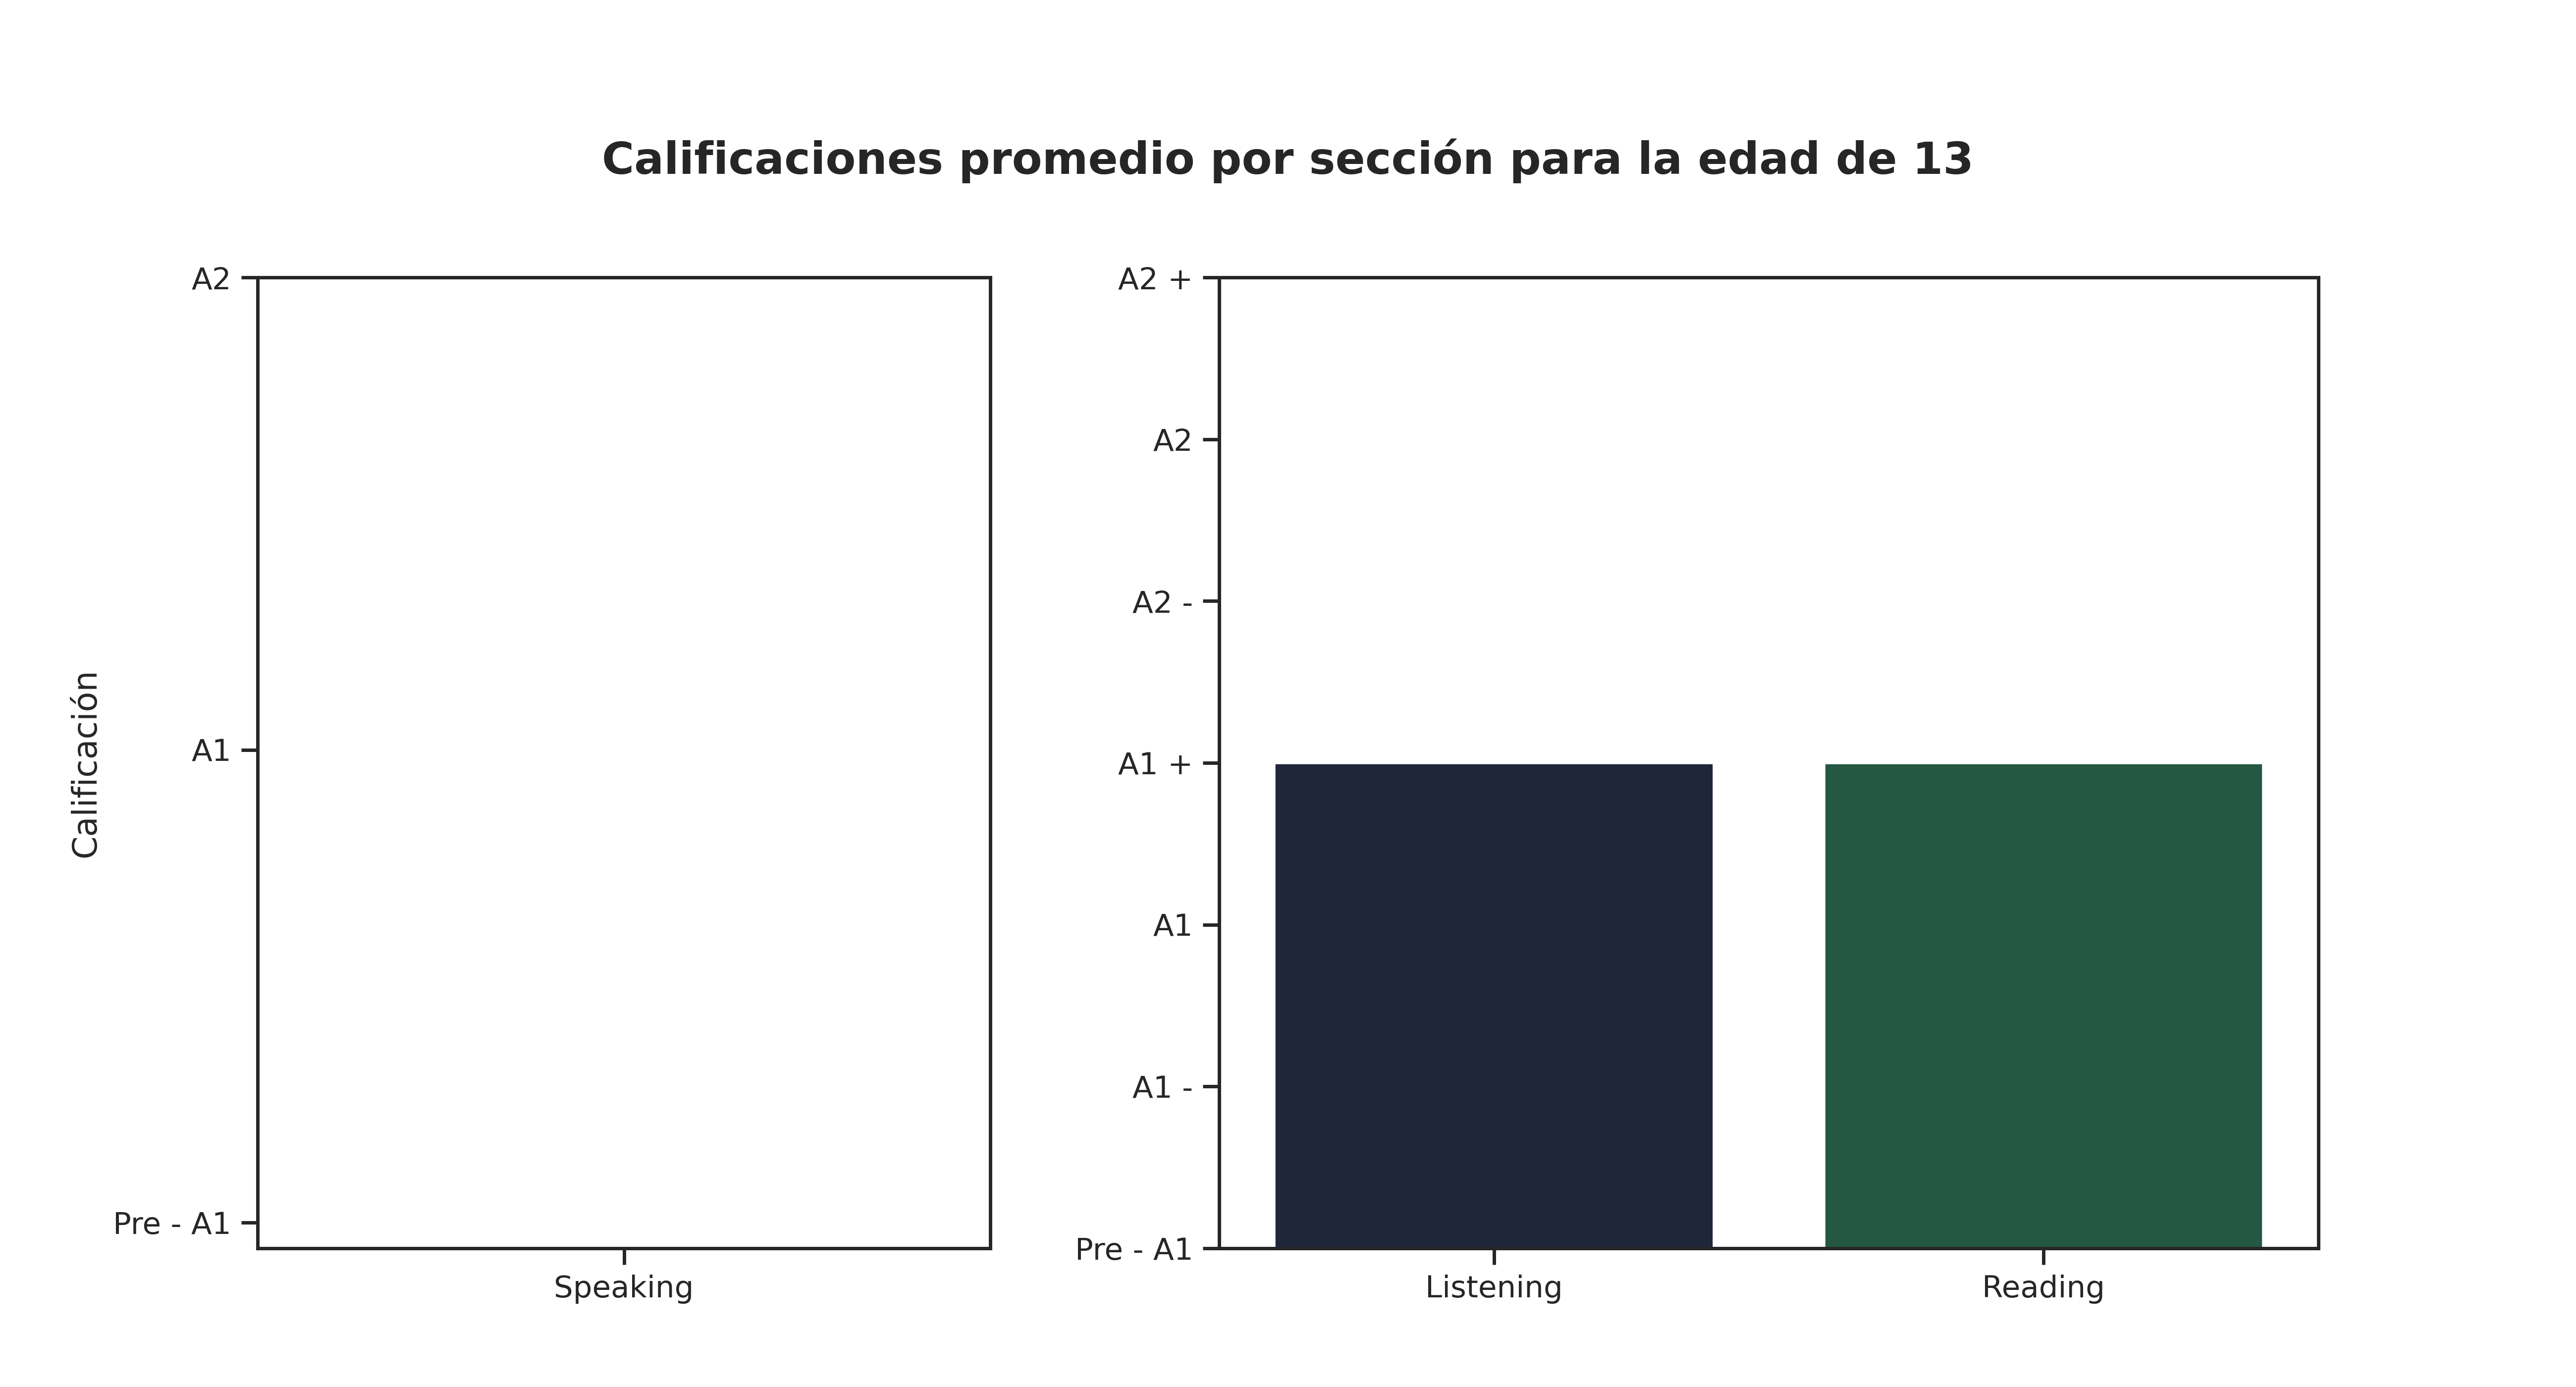 Calificaciones promedio por sección para la edad de 13
Calificación
A2
A1
Pre - A1
Speaking
A2 +
A2
A2 -
A1 +
A1
A1 -
Pre - A1
Listening
Reading